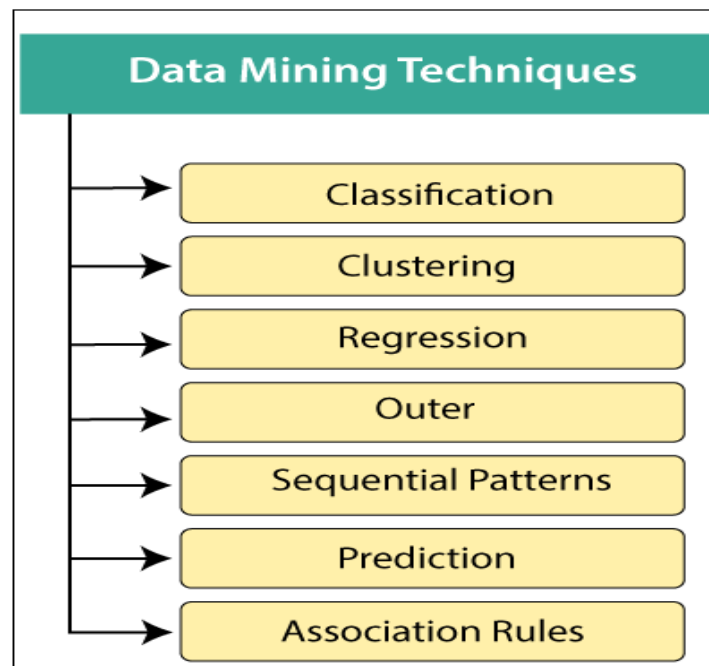 Data Mining Techniques
Classification
Clustering
Regression
Outer
Sequential Patterns
Prediction
Association Rules